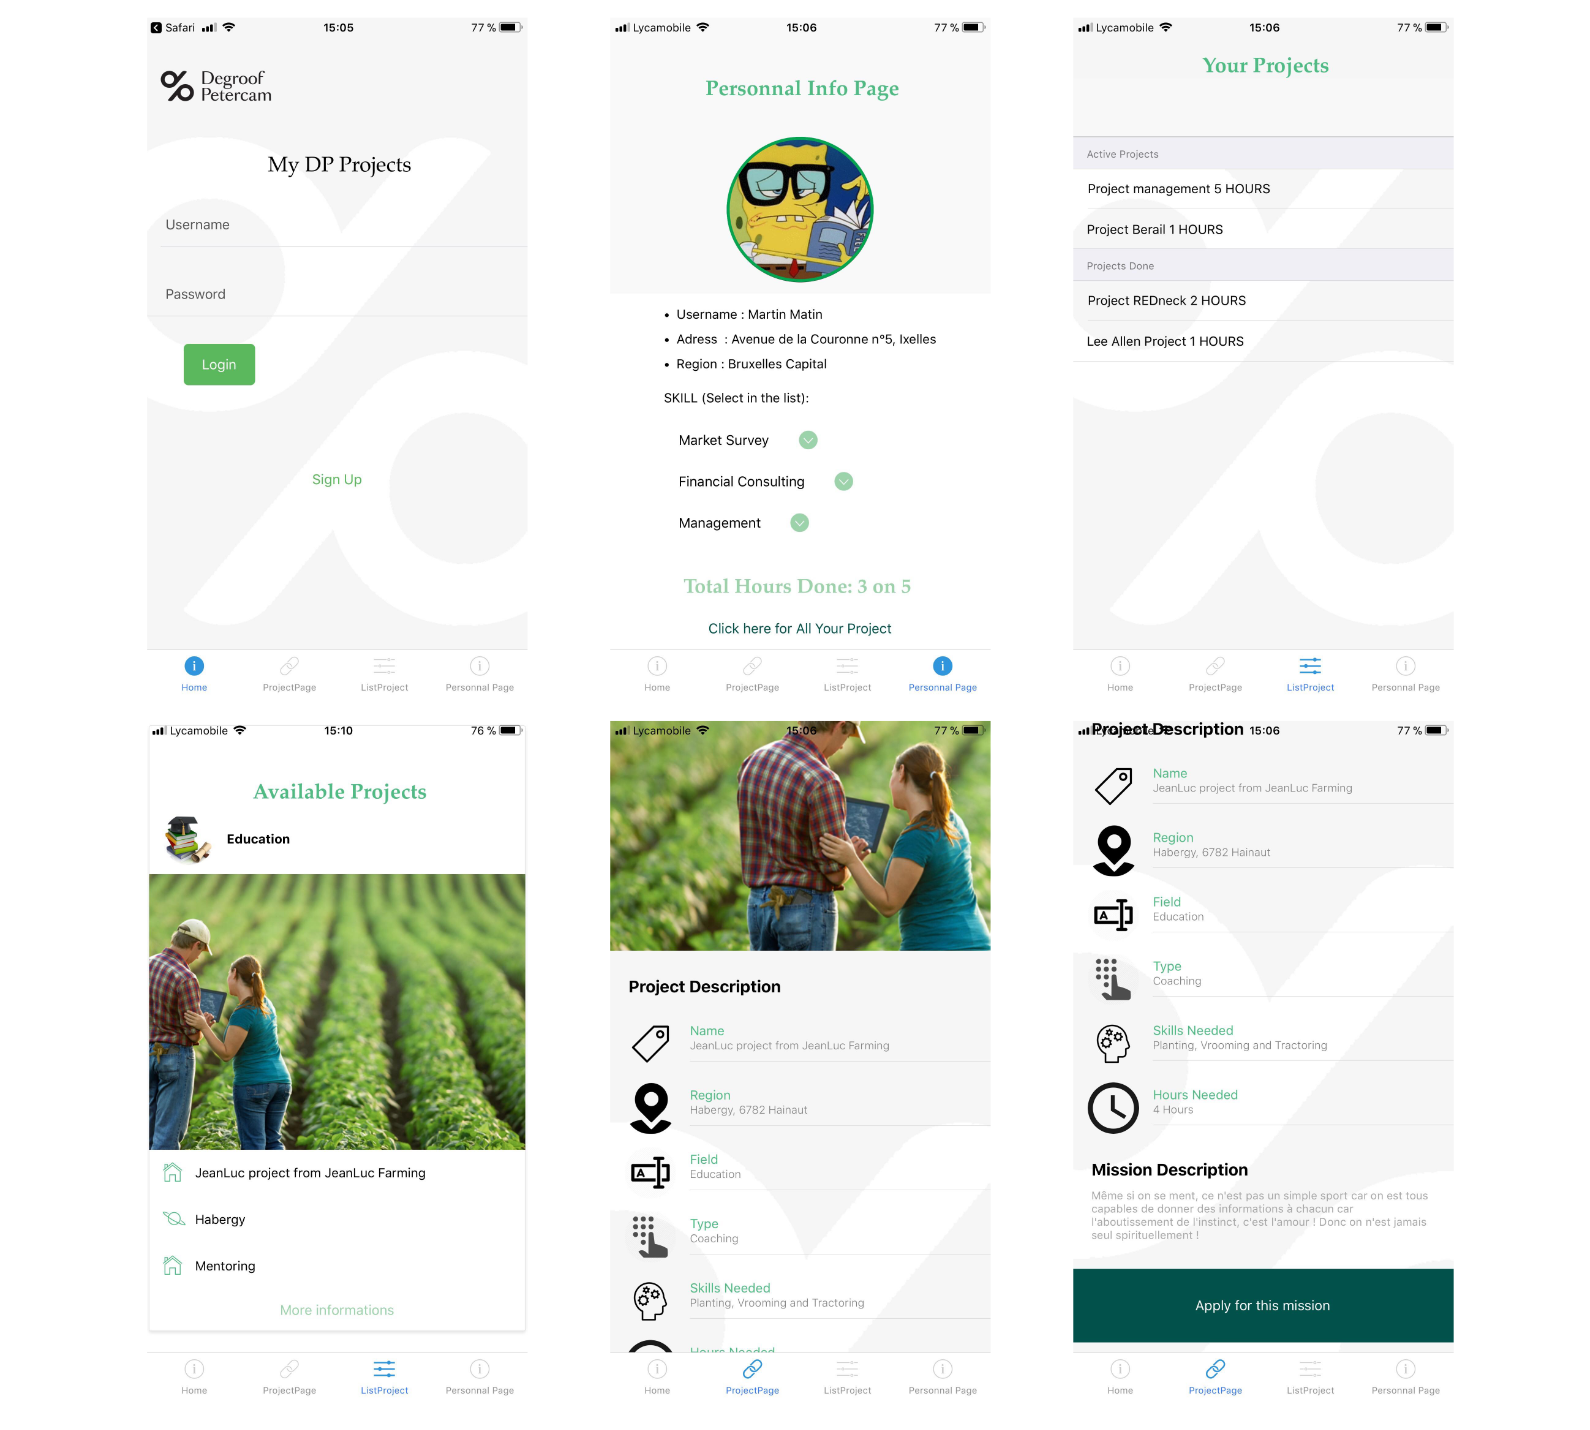 Safari
15:05
77 %
Degroof
Petercam
My DP Projects
Username
Password
Login
Sign Up
Home
ProjectPage
ListProject
Personnal Page
Lycamobile
15:06
77 %
Personnal Info Page
• Username : Martin Matin
• Adress : Avenue de la Couronne n°5, Ixelles
• Region : Bruxelles Capital
SKILL (Select in the list):
Market Survey
Financial Consulting
Management
Total Hours Done: 3 on 5
Click here for All Your Project
Home
ProjectPage
ListProject
Personnal Page
Lycamobile
15:06
77 %
Your Projects
Active Projects
Project management 5 HOURS
Project Berail 1 HOURS
Projects Done
Project REDneck 2 HOURS
Lee Allen Project 1 HOURS
Home
ProjectPage
ListProject
Personnal Page
Lycamobile
15:10
76 %
Available Projects
Education
JeanLuc project from JeanLuc Farming
Habergy
Mentoring
More informations
Home
ProjectPage
ListProject
Personnal Page
Lycamobile
15:06
77 %
Project Description
Name
JeanLuc project from JeanLuc Farming
Region
Habergy, 6782 Hainaut
Field
Education
Type
Coaching
Skills Needed
Planting, Vrooming and Tractoring
Hours Needed
Home
ProjectPage
ListProject
Personnal Page
Lycamobile
15:06
77 %
Project Description
Name
JeanLuc project from JeanLuc Farming
Region
Habergy, 6782 Hainaut
Field
Education
Type
Coaching
Skills Needed
Planting, Vrooming and Tractoring
Hours Needed
4 Hours
Mission Description
Même si on se ment, ce n'est pas un simple sport car on est tous
capables de donner des informations à chacun car
l'aboutissement de l'instinct, c'est l'amour ! Donc on n'est jamais
seul spirituellement !
Apply for this mission
Home
ProjectPage
ListProject
Personnal Page